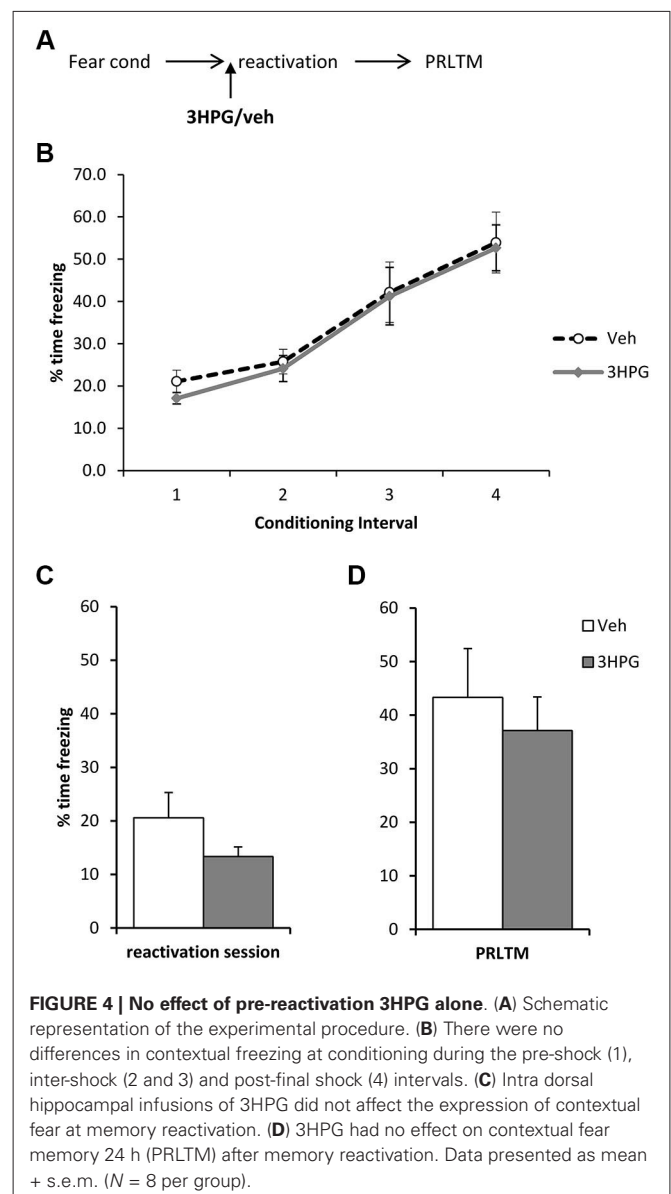 A
Fear cond reactivation PRLTM
3HPG/veh
B
70.0
60.0
50.0
40.0
30.0
20.0
10.0
0.0
% time freezing
1 2 3 4
Conditioning Interval
Veh
3HPG
C
60
50
40
30
20
10
0
% time freezing
reactivation session
D
60
50
40
30
20
10
0
PRLTM
Veh
3HPG
FIGURE 4 | No effect of pre-reactivation 3HPG alone. (A) Schematic
representation of the experimental procedure. (B) There were no
differences in contextual freezing at conditioning during the pre-shock (1),
inter-shock (2 and 3) and post-final shock (4) intervals. (C) Intra dorsal
hippocampal infusions of 3HPG did not affect the expression of contextual
fear at memory reactivation. (D) 3HPG had no effect on contextual fear
memory 24 h (PRLTM) after memory reactivation. Data presented as mean
+ s.e.m. (N = 8 per group).